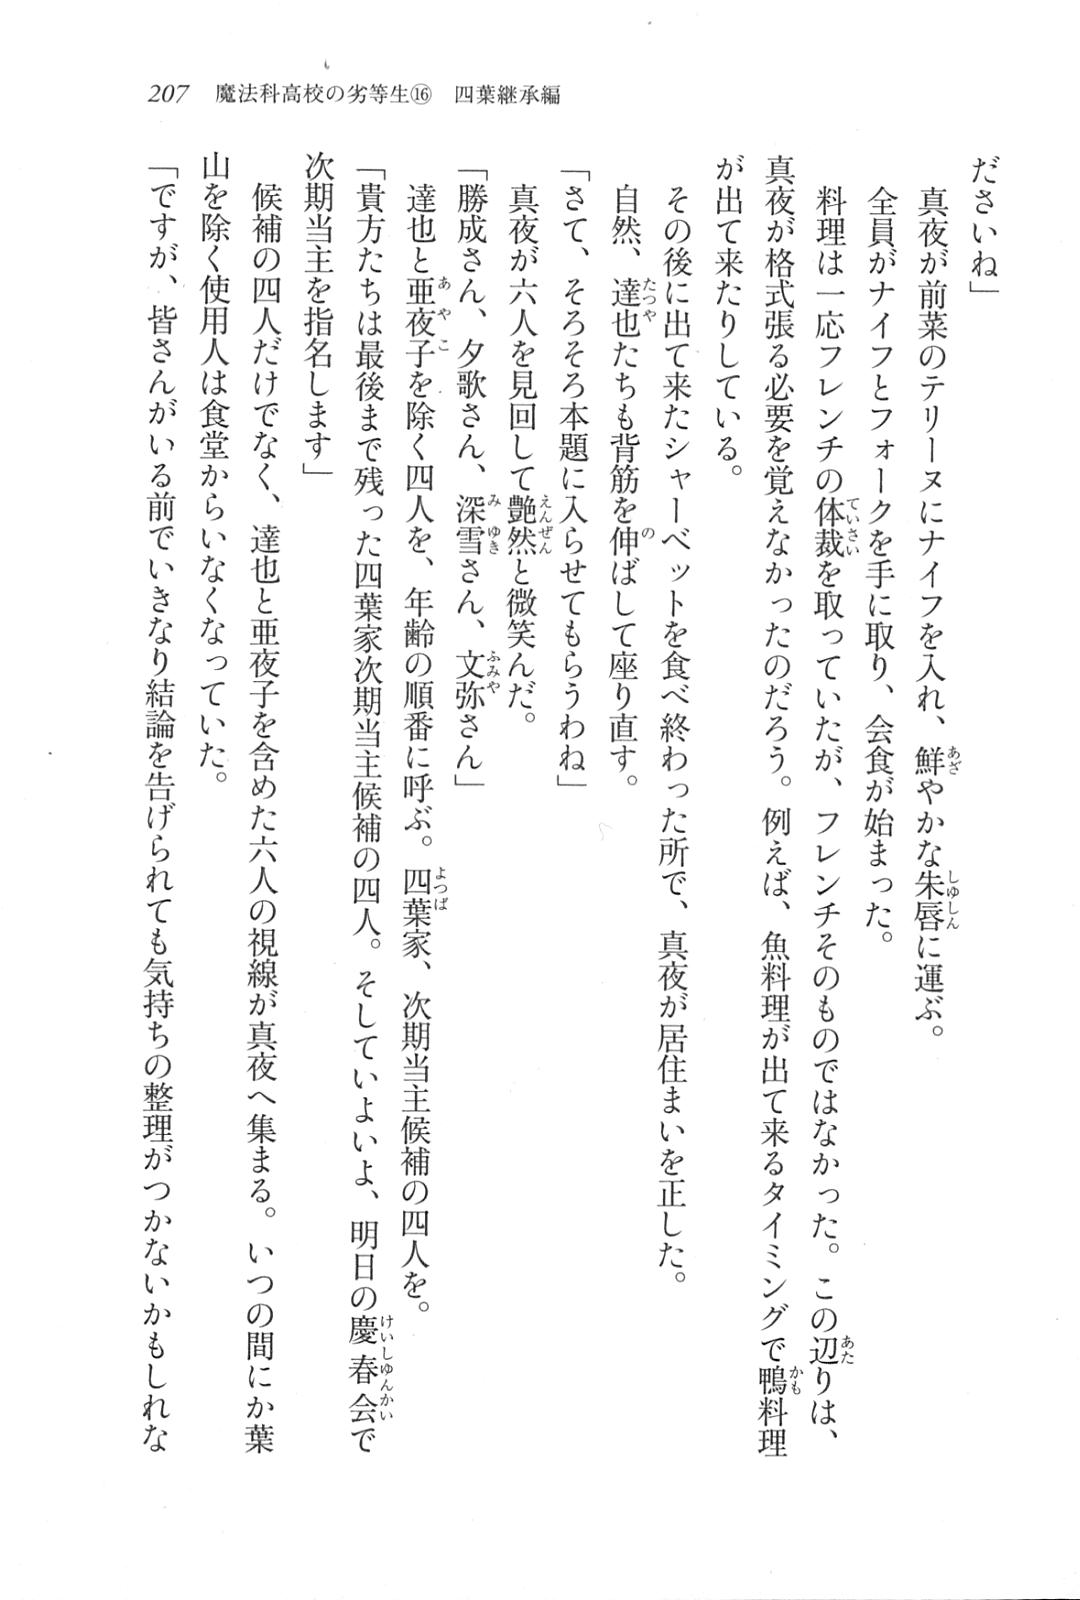 207　魔法科高校の劣等生⑯　四葉継承編
ださいね」
　真夜が前菜のテリーヌにナイフを入れ、鮮やかな朱唇に運ぶ。
　全員がナイフとフォークを手に取り、会食が始まった。
　料理は一応フレンチの体裁を取っていたが、フレンチそのものではなかった。この辺りは、
真夜が格式張る必要を覚えなかったのだろう。例えば、魚料理が出て来るタイミングで鴨料理
が出て来たりしている。
　その後に出て来たシャーベットを食べ終わった所で、真夜が居住まいを正した。
　自然、達也たちも背筋を伸ばして座り直す。
「さて、そろそろ本題に入らせてもらうわね」
　真夜が六人を見回して艶然と微笑んだ。
「勝成さん、夕歌さん、深雪さん、文弥さん」
　達也と亜夜子を除く四人を、年齢の順番に呼ぶ。四葉家、次期当主候補の四人を。
「貴方たちは最後まで残った四葉家次期当主候補の四人。そしていよいよ、明日の慶春会で
次期当主を指名します」
　候補の四人だけでなく、達也と亜夜子を含めた六人の視線が真夜へ集まる。いつの間にか葉
山を除く使用人は食堂からいなくなっていた。
「ですが、皆さんがいる前でいきなり結論を告げられても気持ちの整理がつかないかもしれな